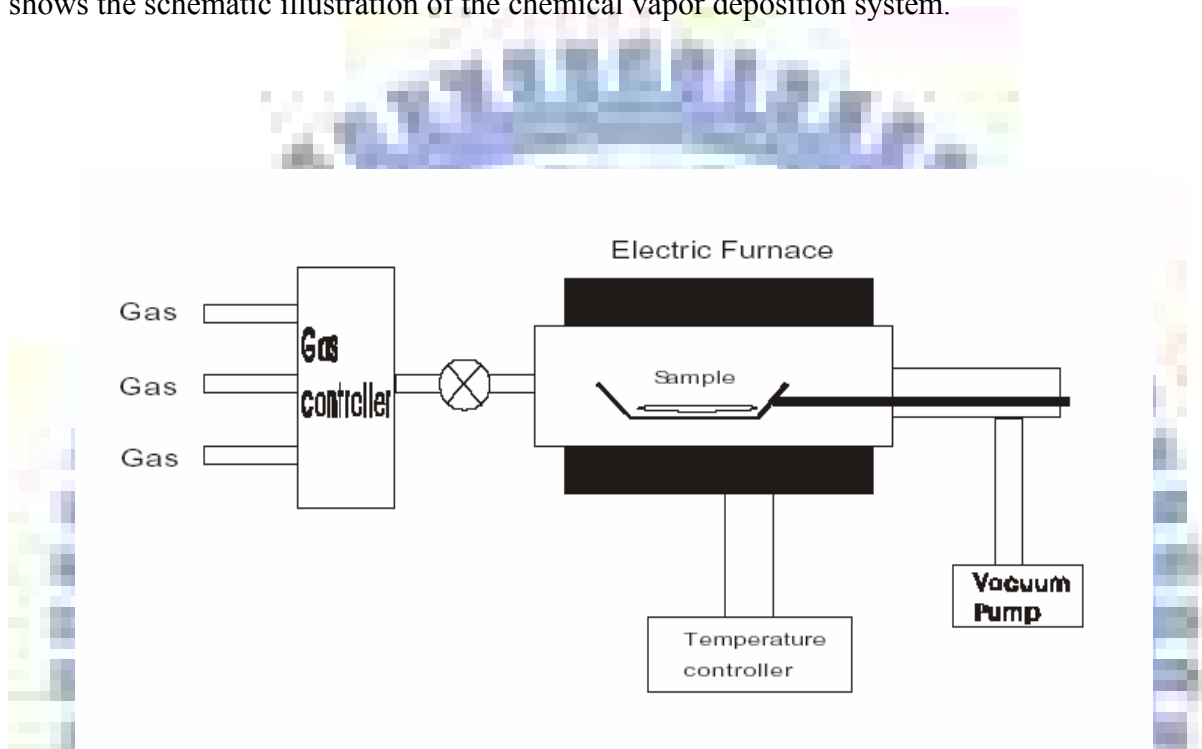 shows the schematic illustration of the chemical vapor deposition system.
Electric Furnace
Gas
Gas
Gas
Gas
controller
Sample
Vacuum
Pump
Temperature
controller